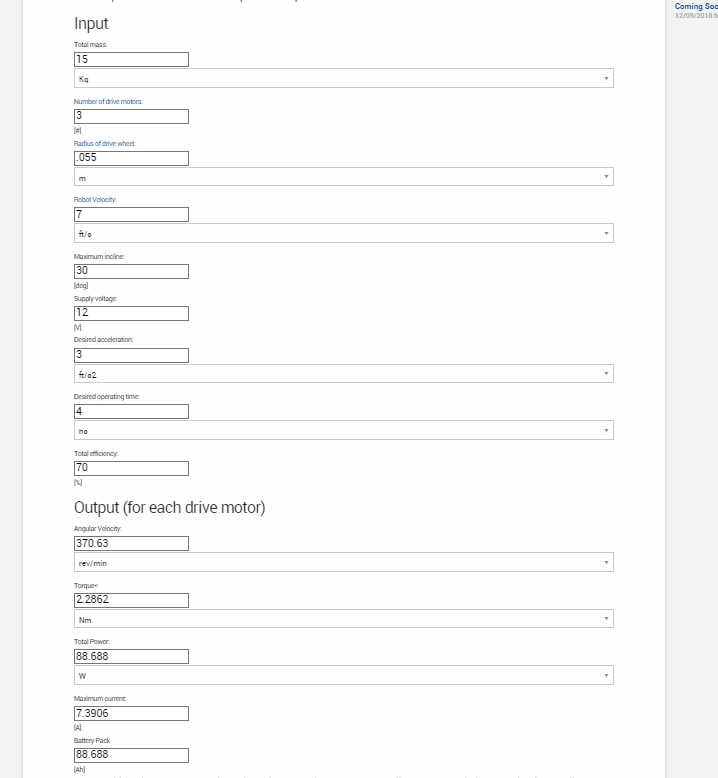 Coming Soo
12/09/2018 b
Input
Total mass:
15
Kg
Number of drive motors:
3
[#]
Radius of drive wheel:
.055
m
Robot Velocity:
7
ft/s
Maximum incline:
30
[deg]
Supply voltage:
12
[V]
Desired acceleration:
3
ft/s2
Desired operating time:
4
hs
Total efficiency:
70
[%]
Output (for each drive motor)
Angular Velocity:
370.63
rev/min
Torque*:
2.2862
Nm
Total Power:
88.688
W
Maximum current:
7.3906
[A]
Battery Pack
88.688
[Ah]